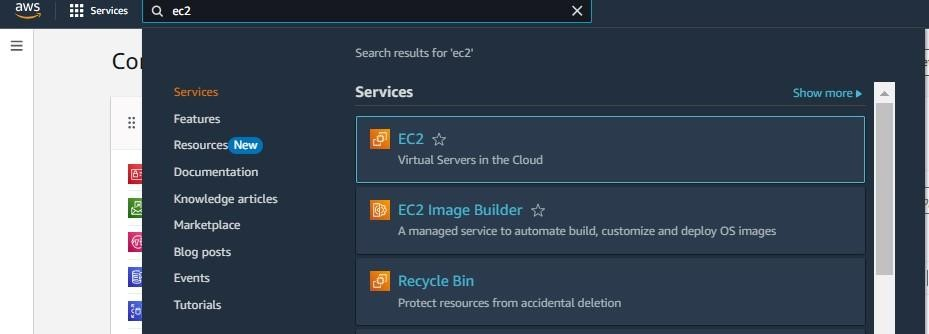 aws
Services
ec2
Co
Search results for 'ec2'
Services
Features
Resources New
Documentation
Knowledge articles
Marketplace
Blog posts
Events
Tutorials
Services
Show more
EC2
Virtual Servers in the Cloud
EC2 Image Builder
A managed service to automate build, customize and deploy OS images
Recycle Bin
Protect resources from accidental deletion